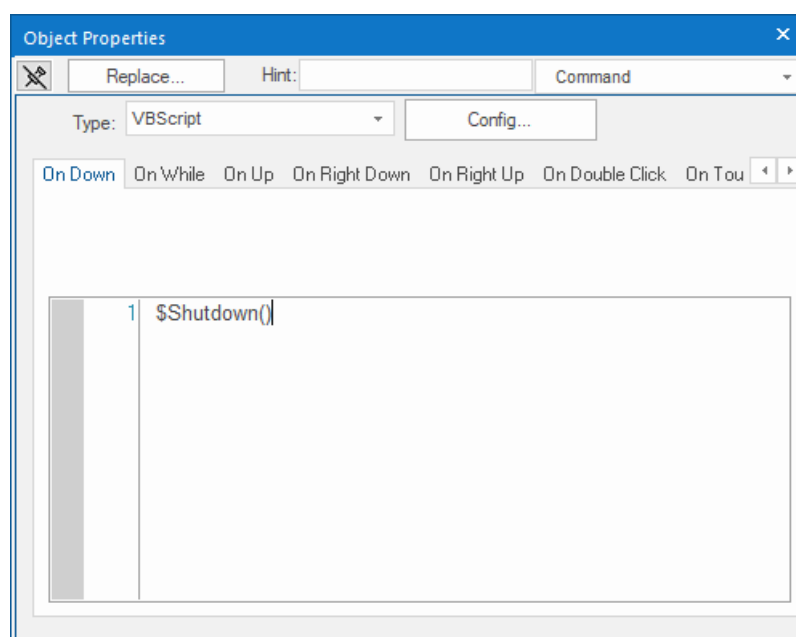 Object Properties
Replace... Hint: Command
Type: VBScript Config...
On Down On While On Up On Right Down On Right Up On Double Click On Tou
1 $Shutdown()